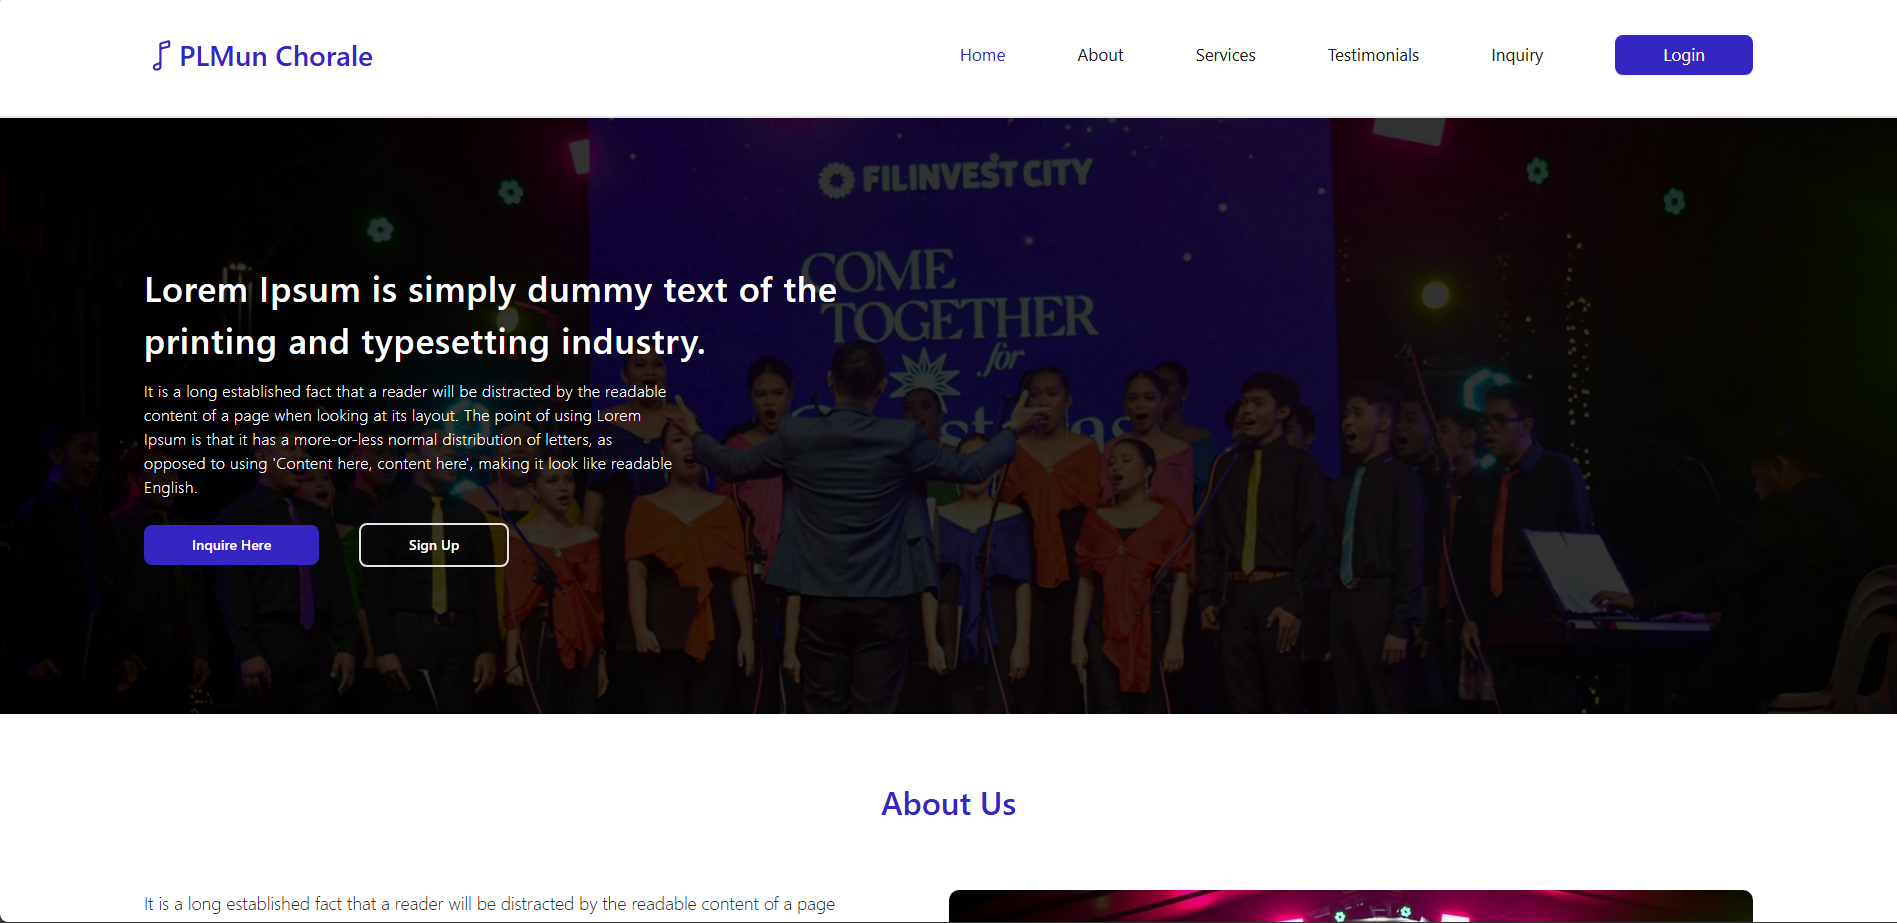 PLMun Chorale
Home
About
Services
Testimonials
Inquiry
Login
FILINVEST CITY
COME
TOGETHER
for
Lorem Ipsum is simply dummy text of the
printing and typesetting industry.
It is a long established fact that a reader will be distracted by the readable
content of a page when looking at its layout. The point of using Lorem
Ipsum is that it has a more-or-less normal distribution of letters, as
opposed to using 'Content here, content here', making it look like readable
English.
Inquire Here
Sign Up
About Us
It is a long established fact that a reader will be distracted by the readable content of a page